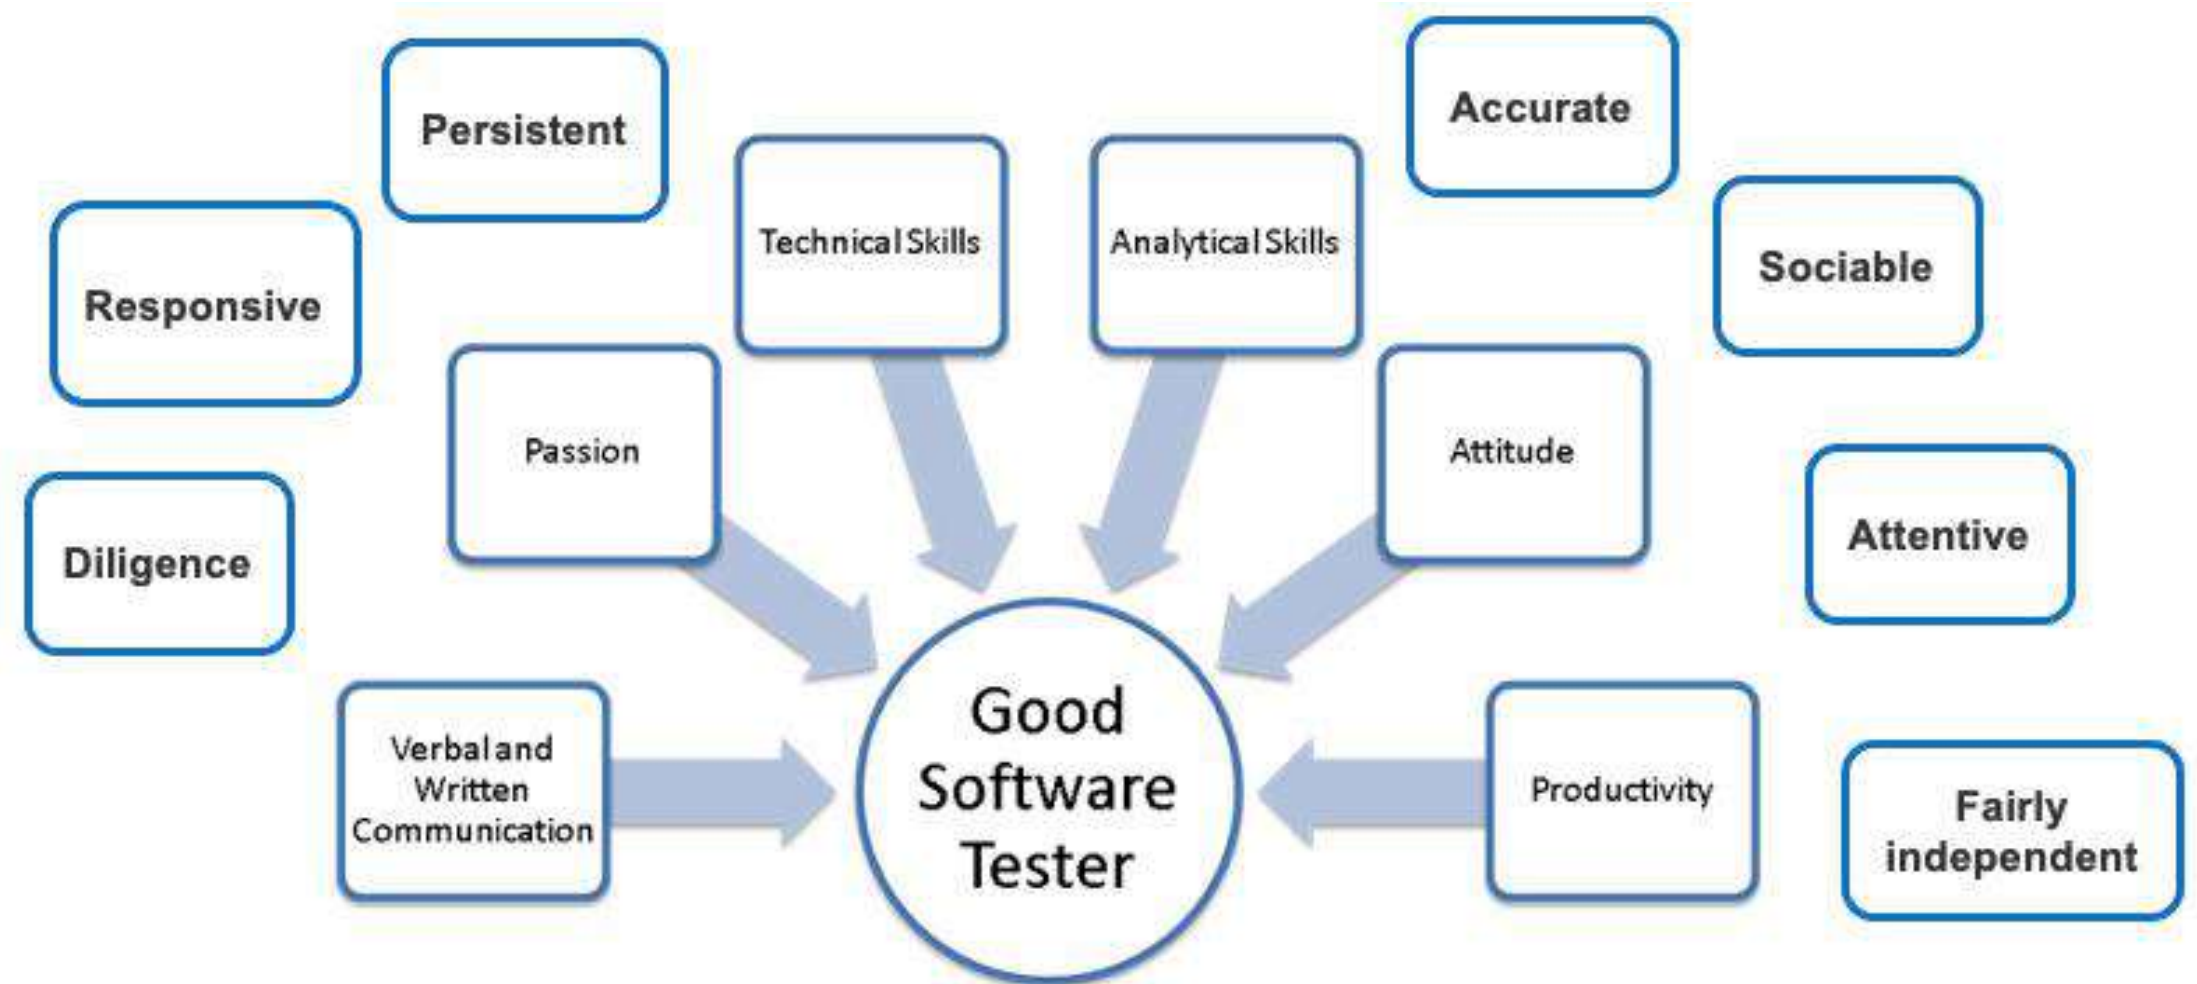 Persistent
Accurate
Technical Skills
Analytical Skills
Sociable
Responsive
Passion
Attitude
Diligence
Attentive
Verbal and
Written
Communication
Good
Software
Tester
Productivity
Fairly
independent